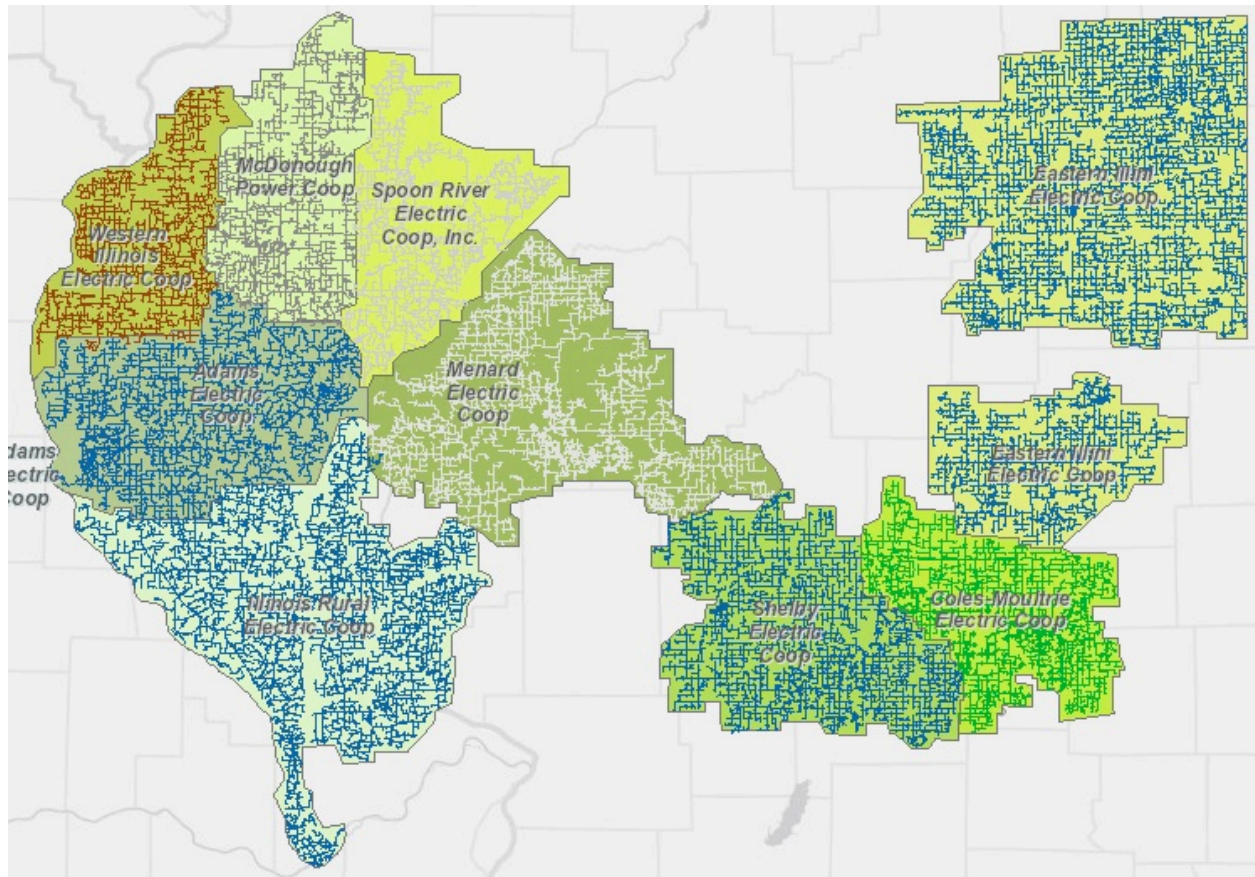 McDonough
Power Coop
Spoon River
Electric
Coop, Inc.
Eastern Illini
Electric Coop
Western
Illinois
Electric Coop
Adams
Electric
Coop
Menard
Electric
Coop
dams
lectric
Coop
Eastern Illini
Electric Coop
Illinois Rural
Electric Coop
Shelby
Electric
Coop
Coles-Moultrie
Electric Coop